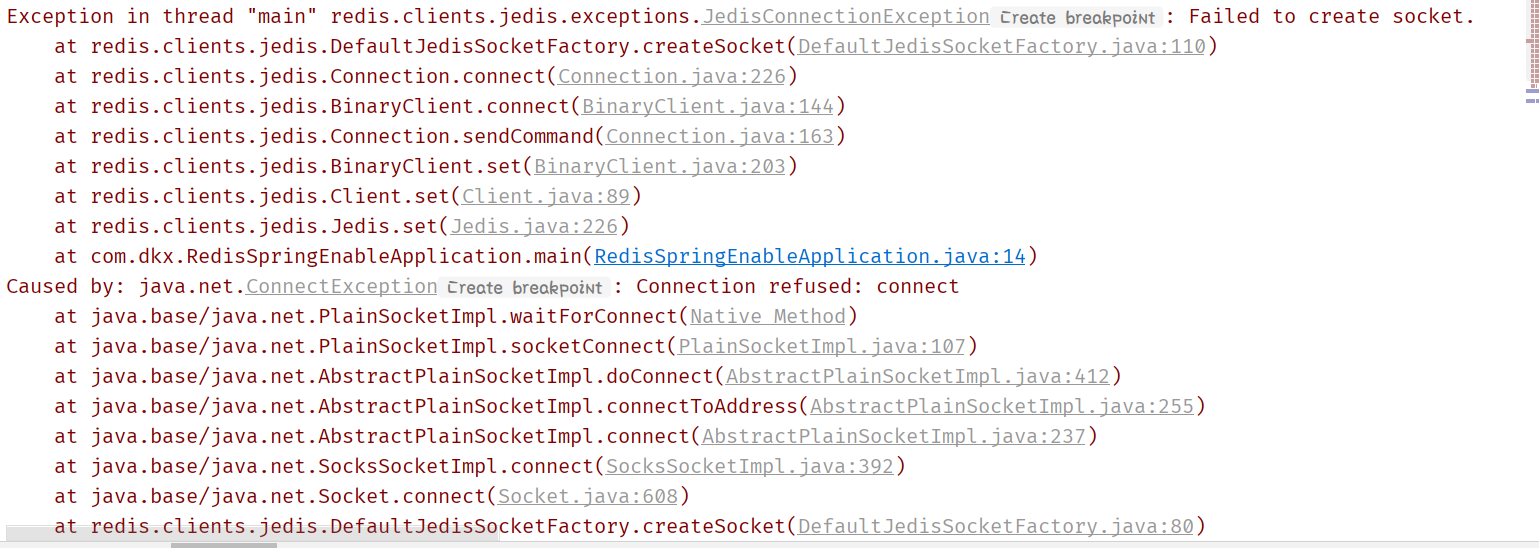 Exception in thread "main" redis.clients.jedis.exceptions.JedisConnectionException Create breakpoint : Failed to create socket.
    at redis.clients.jedis.DefaultJedisSocketFactory.createSocket(DefaultJedisSocketFactory.java:110)
    at redis.clients.jedis.Connection.connect(Connection.java:226)
    at redis.clients.jedis.BinaryClient.connect(BinaryClient.java:144)
    at redis.clients.jedis.Connection.sendCommand(Connection.java:163)
    at redis.clients.jedis.BinaryClient.set(BinaryClient.java:203)
    at redis.clients.jedis.Client.set(Client.java:89)
    at redis.clients.jedis.Jedis.set(Jedis.java:226)
    at com.dkx.RedisSpringEnableApplication.main(RedisSpringEnableApplication.java:14)
Caused by: java.net.ConnectException Create breakpoint : Connection refused: connect
    at java.base/java.net.PlainSocketImpl.waitForConnect(Native Method)
    at java.base/java.net.PlainSocketImpl.socketConnect(PlainSocketImpl.java:107)
    at java.base/java.net.AbstractPlainSocketImpl.doConnect(AbstractPlainSocketImpl.java:412)
    at java.base/java.net.AbstractPlainSocketImpl.connectToAddress(AbstractPlainSocketImpl.java:255)
    at java.base/java.net.AbstractPlainSocketImpl.connect(AbstractPlainSocketImpl.java:237)
    at java.base/java.net.SocksSocketImpl.connect(SocksSocketImpl.java:392)
    at java.base/java.net.Socket.connect(Socket.java:608)
    at redis.clients.jedis.DefaultJedisSocketFactory.createSocket(DefaultJedisSocketFactory.java:80)